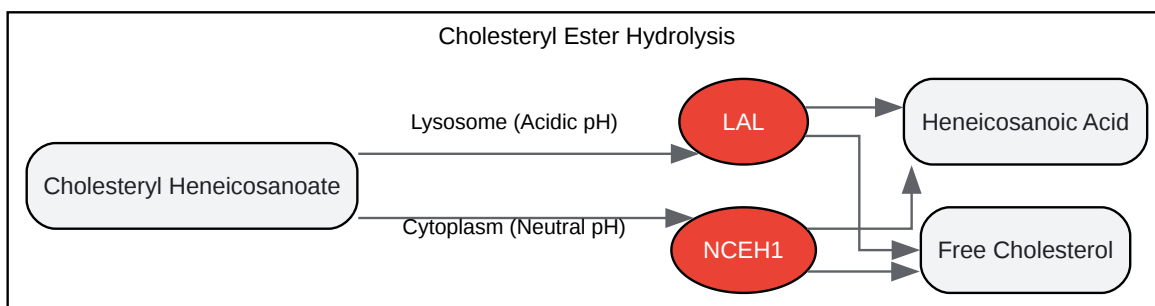 Cholesteryl Ester Hydrolysis
Lysosome (Acidic pH)
LAL
Heneicosanoic Acid
Cholesteryl Heneicosanoate
Cytoplasm (Neutral pH)
NCEH1
Free Cholesterol